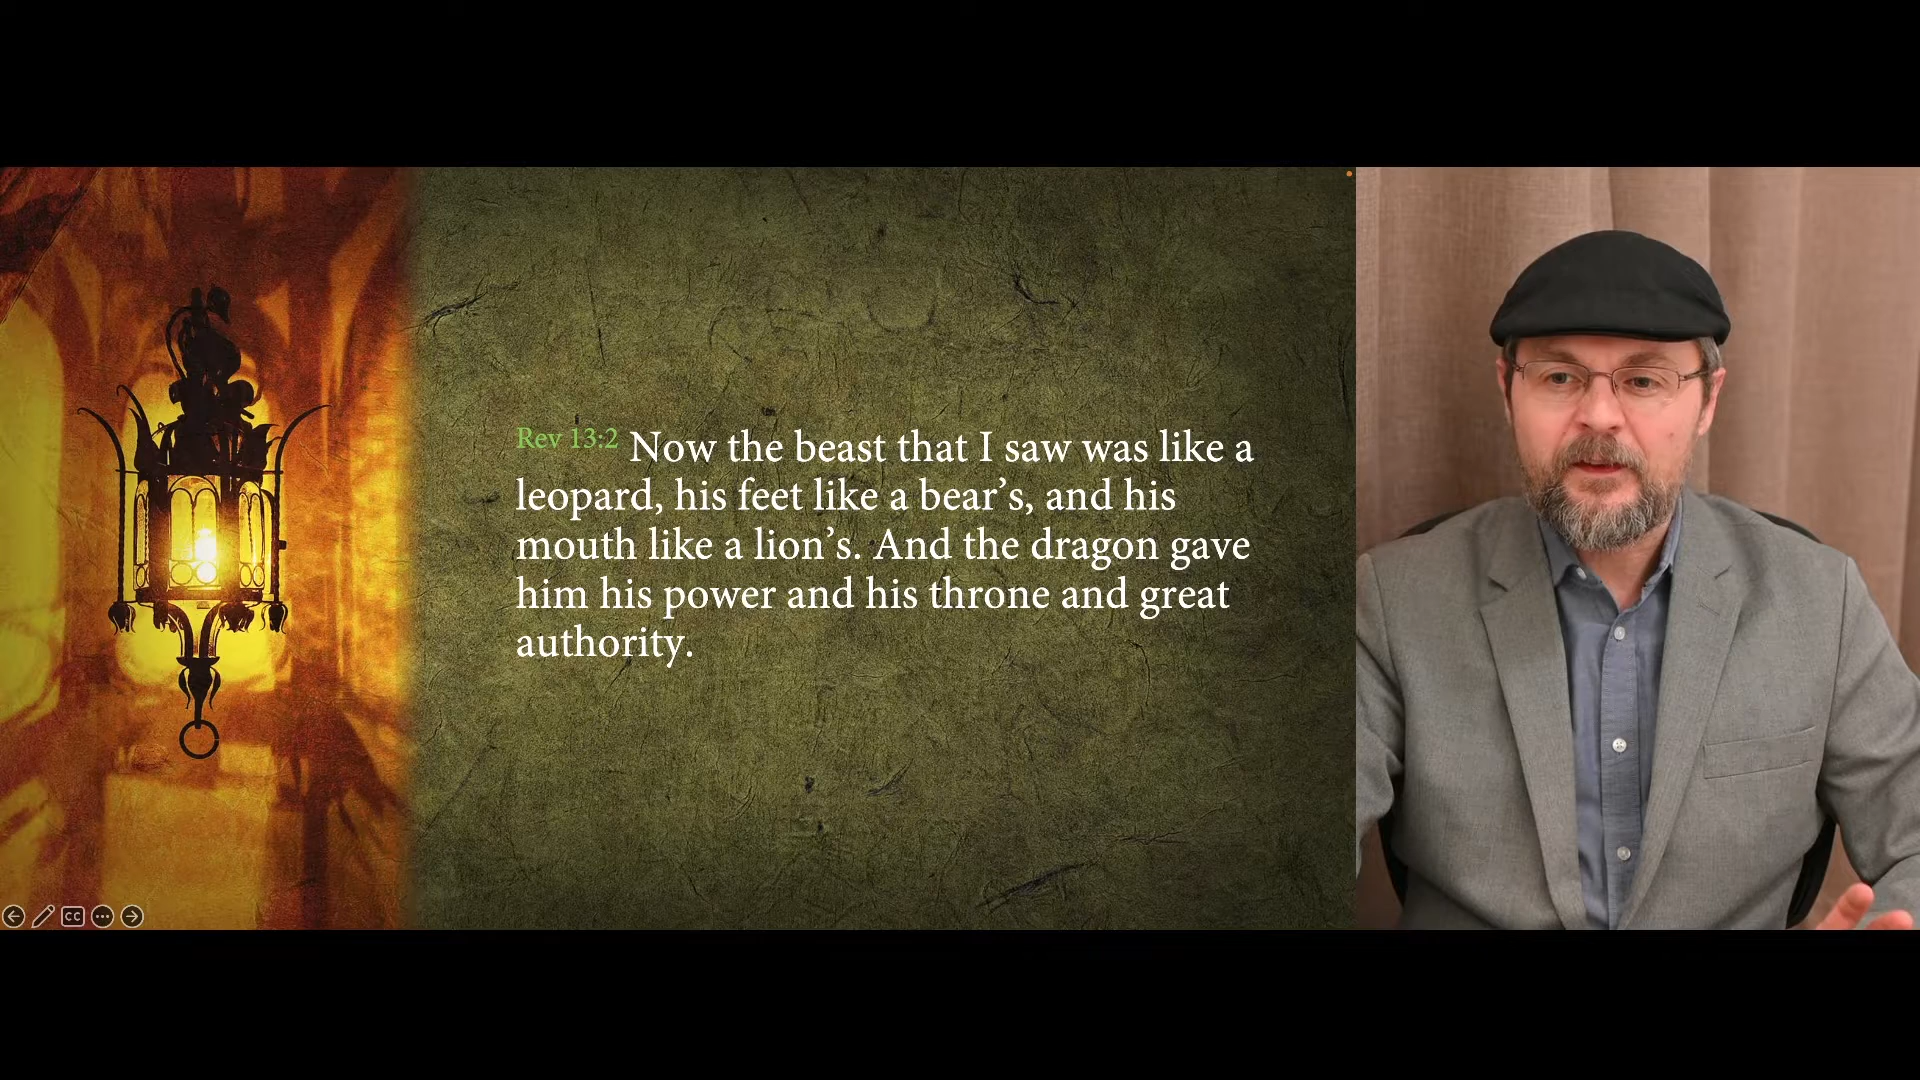 Rev 13:2 Now the beast that I saw was like a
leopard, his feet like a bear’s, and his
mouth like a lion’s. And the dragon gave
him his power and his throne and great
authority.
CC